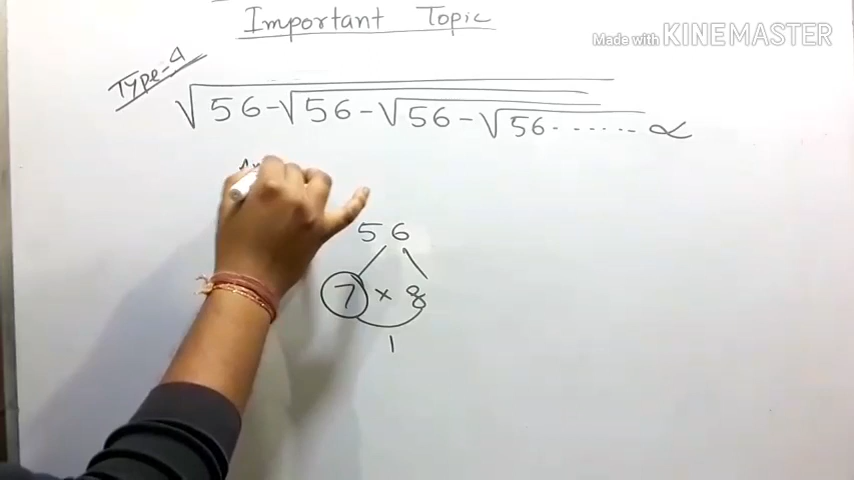 Important Topic
Made with KINEMASTER
Type-4
√56-√56-√56-√56....... ∝
56
7 × 8
1